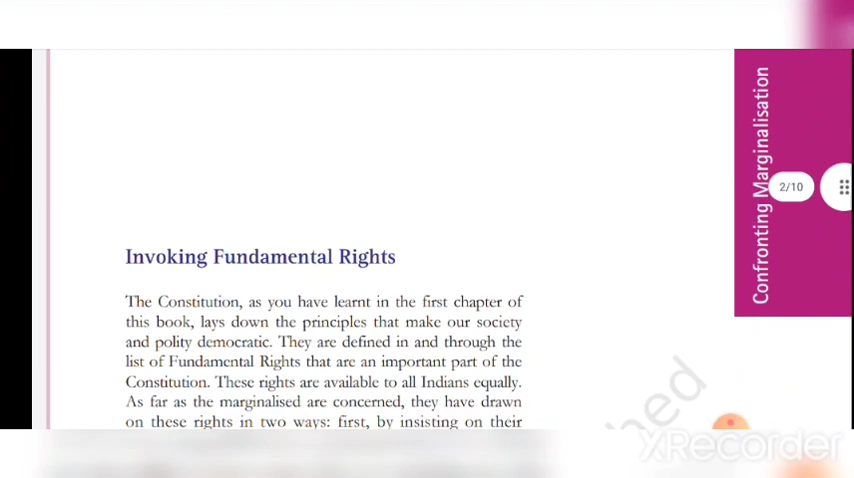 Confronting Marginalisation
2/10
Invoking Fundamental Rights
The Constitution, as you have learnt in the first chapter of
this book, lays down the principles that make our society
and polity democratic. They are defined in and through the
list of Fundamental Rights that are an important part of the
Constitution. These rights are available to all Indians equally.
As far as the marginalised are concerned, they have drawn
on these rights in two ways: first, by insisting on their
hed
XRecorder